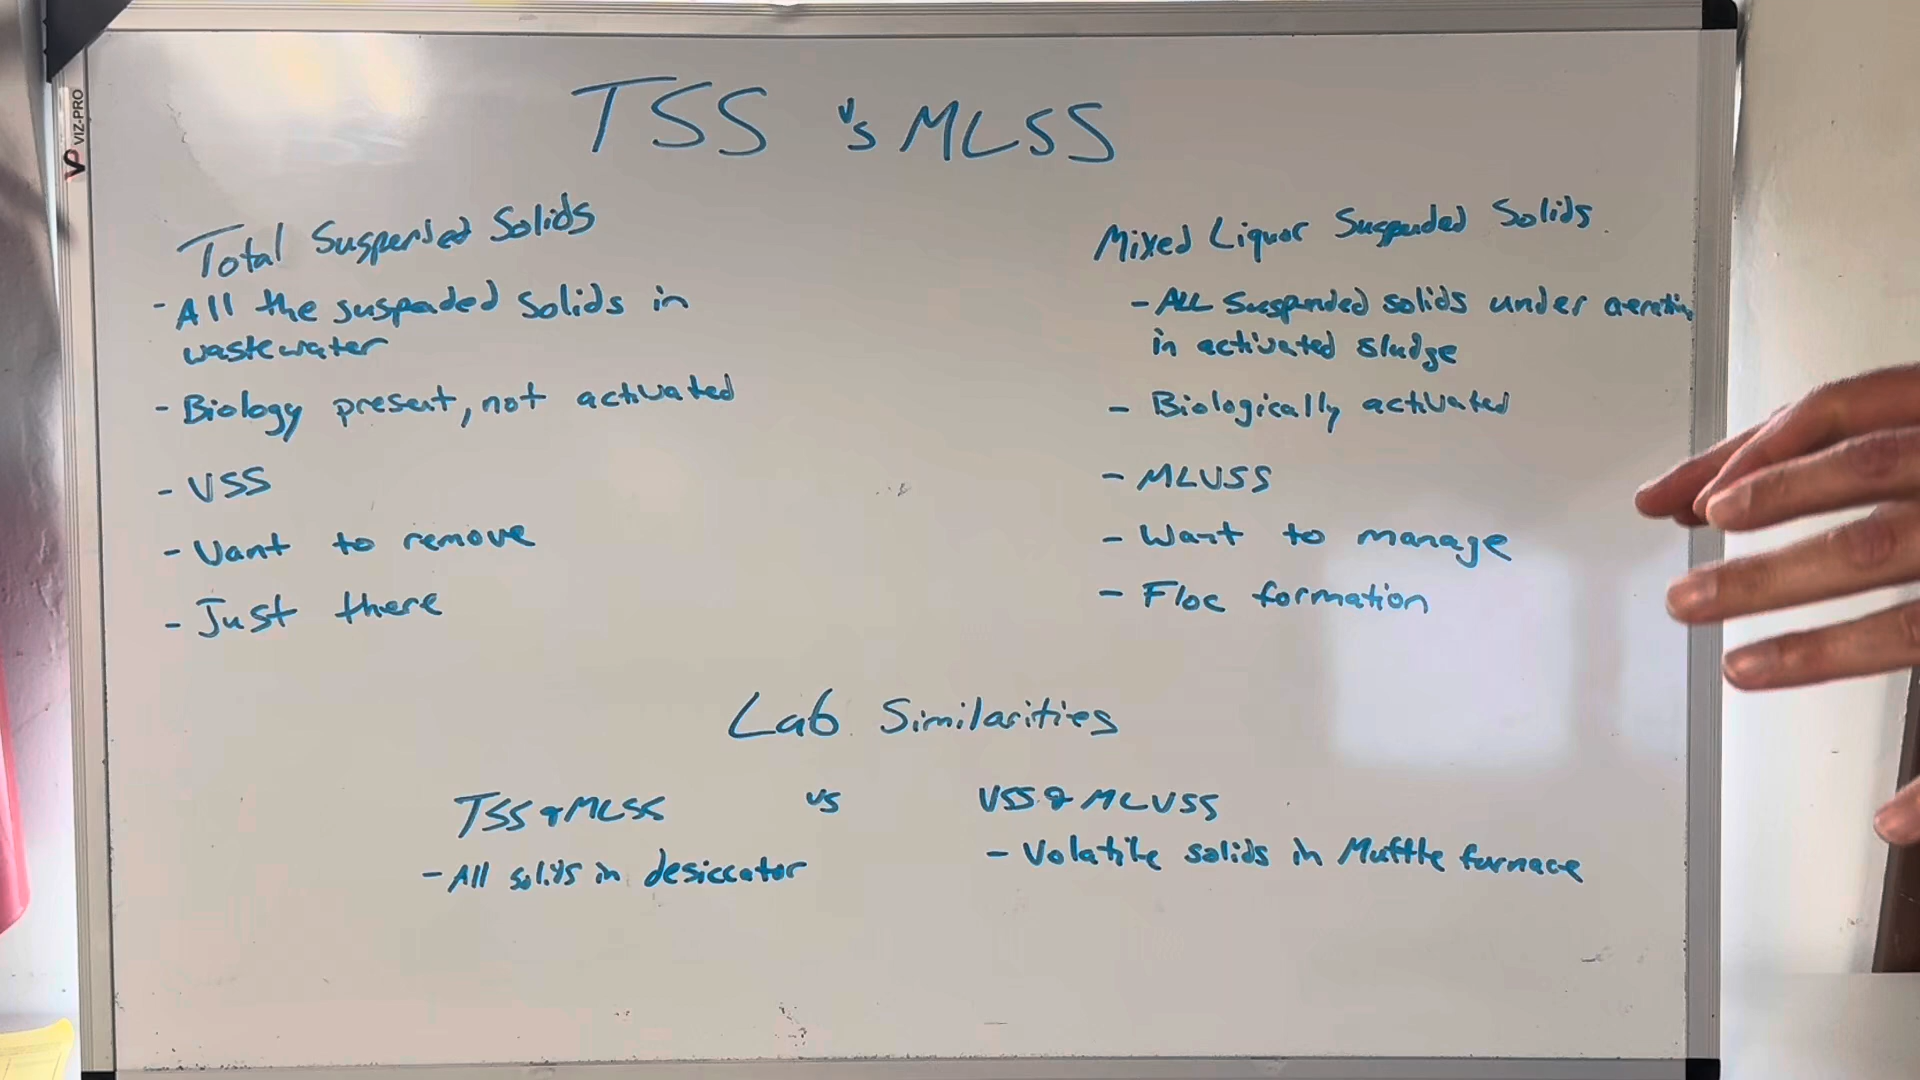 VP VIZ-PRO
TSS vs MLSS
Total Suspended Solids
- All the suspended solids in
wastewater
- Biology present, not activated
- VSS
- Want to remove
- Just there
Mixed Liquor Suspended Solids
- ALL Suspended solids under aeration
in activated sludge
- Biologically activated
- MLVSS
- Want to manage
- Floc formation
Lab Similarities
TSS & MLSS vs VSS & MLVSS
- All solids in desiccator
- Volatile solids in Muffle furnace